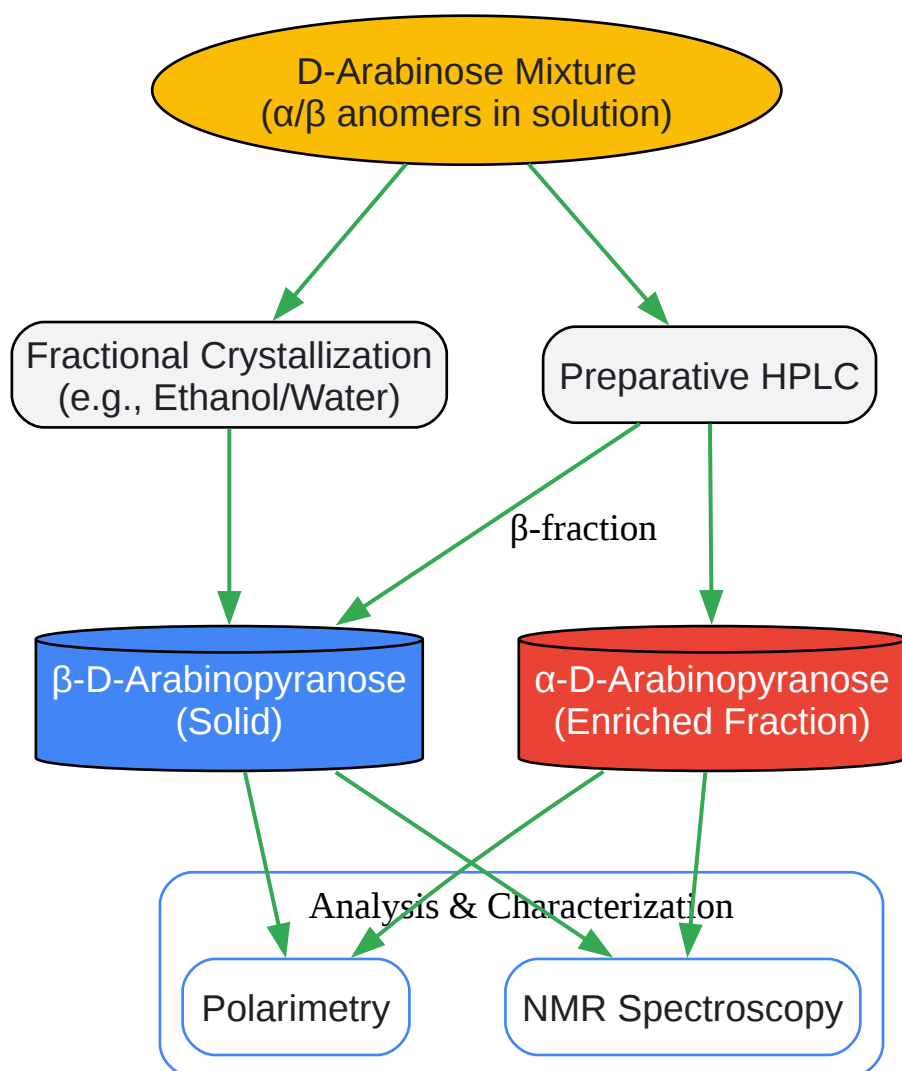 D-Arabinose Mixture
(α/β anomers in solution)
Fractional Crystallization
(e.g., Ethanol/Water)
Preparative HPLC
β-fraction
β-D-Arabinopyranose
(Solid)
α-D-Arabinopyranose
(Enriched Fraction)
Analysis & Characterization
Polarimetry
NMR Spectroscopy